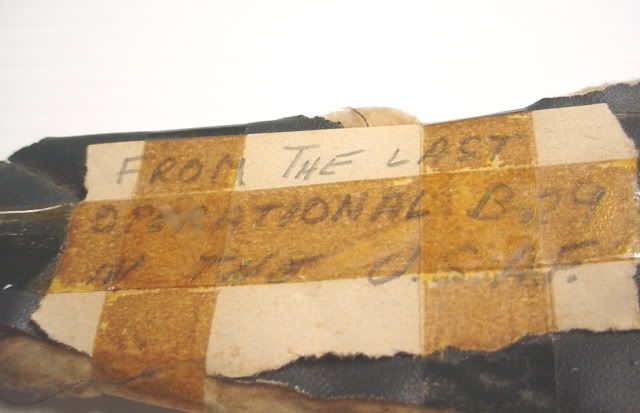 FROM THE LAST
OPERATIONAL B-29
IN THE U.S.A.F.